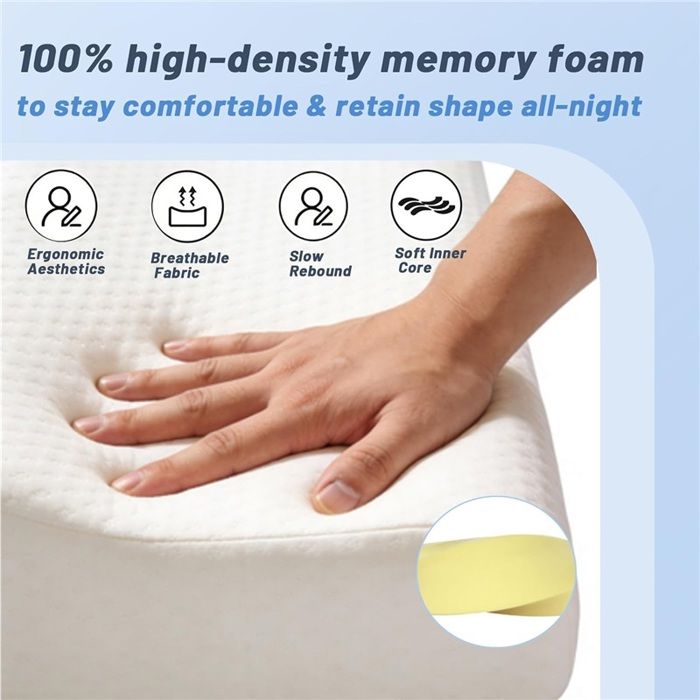 100% high-density memory foam
to stay comfortable & retain shape all-night
Ergonomic
Aesthetics
Breathable
Fabric
Slow
Rebound
Soft Inner
Core